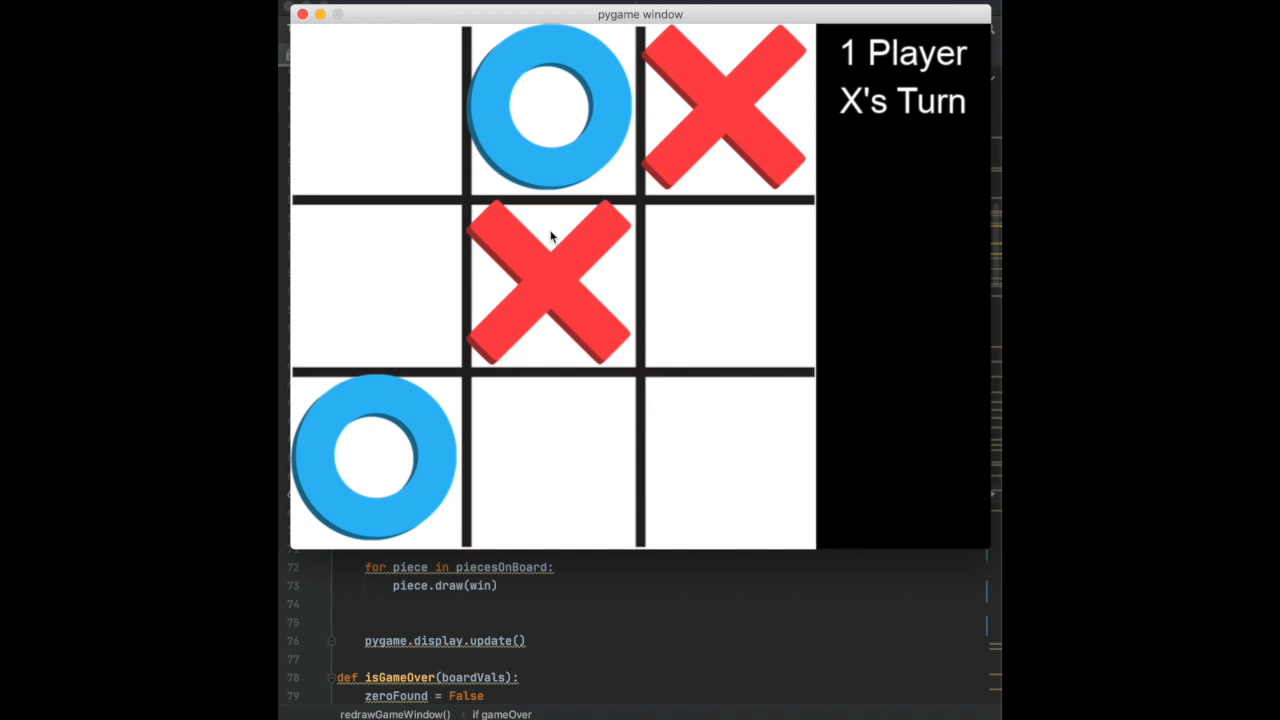 pygame window
1 Player
X's Turn
72 for piece in piecesOnBoard:
73 piece.draw(win)
74
75
76 pygame.display.update()
77
78 def isGameOver(boardVals):
79 zeroFound = False
redrawGameWindow() › if gameOver